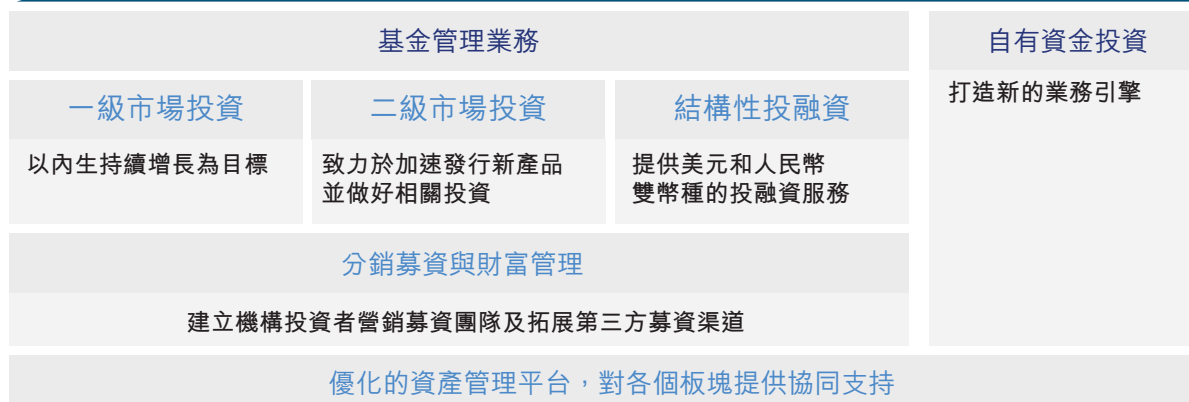 基金管理業務
自有資金投資
一級市場投資
二級市場投資
結構性投融資
打造新的業務引擎
以內生持續增長為目標
致力於加速發行新產品
並做好相關投資
提供美元和人民幣
雙幣種的投融資服務
分銷募資與財富管理
建立機構投資者營銷募資團隊及拓展第三方募資渠道
優化的資產管理平台，對各個板塊提供協同支持